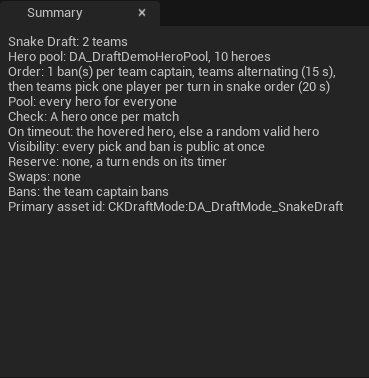 Summary ×
Snake Draft: 2 teams
Hero pool: DA_DraftDemoHeroPool, 10 heroes
Order: 1 ban(s) per team captain, teams alternating (15 s),
then teams pick one player per turn in snake order (20 s)
Pool: every hero for everyone
Check: A hero once per match
On timeout: the hovered hero, else a random valid hero
Visibility: every pick and ban is public at once
Reserve: none, a turn ends on its timer
Swaps: none
Bans: the team captain bans
Primary asset id: CKDraftMode:DA_DraftMode_SnakeDraft